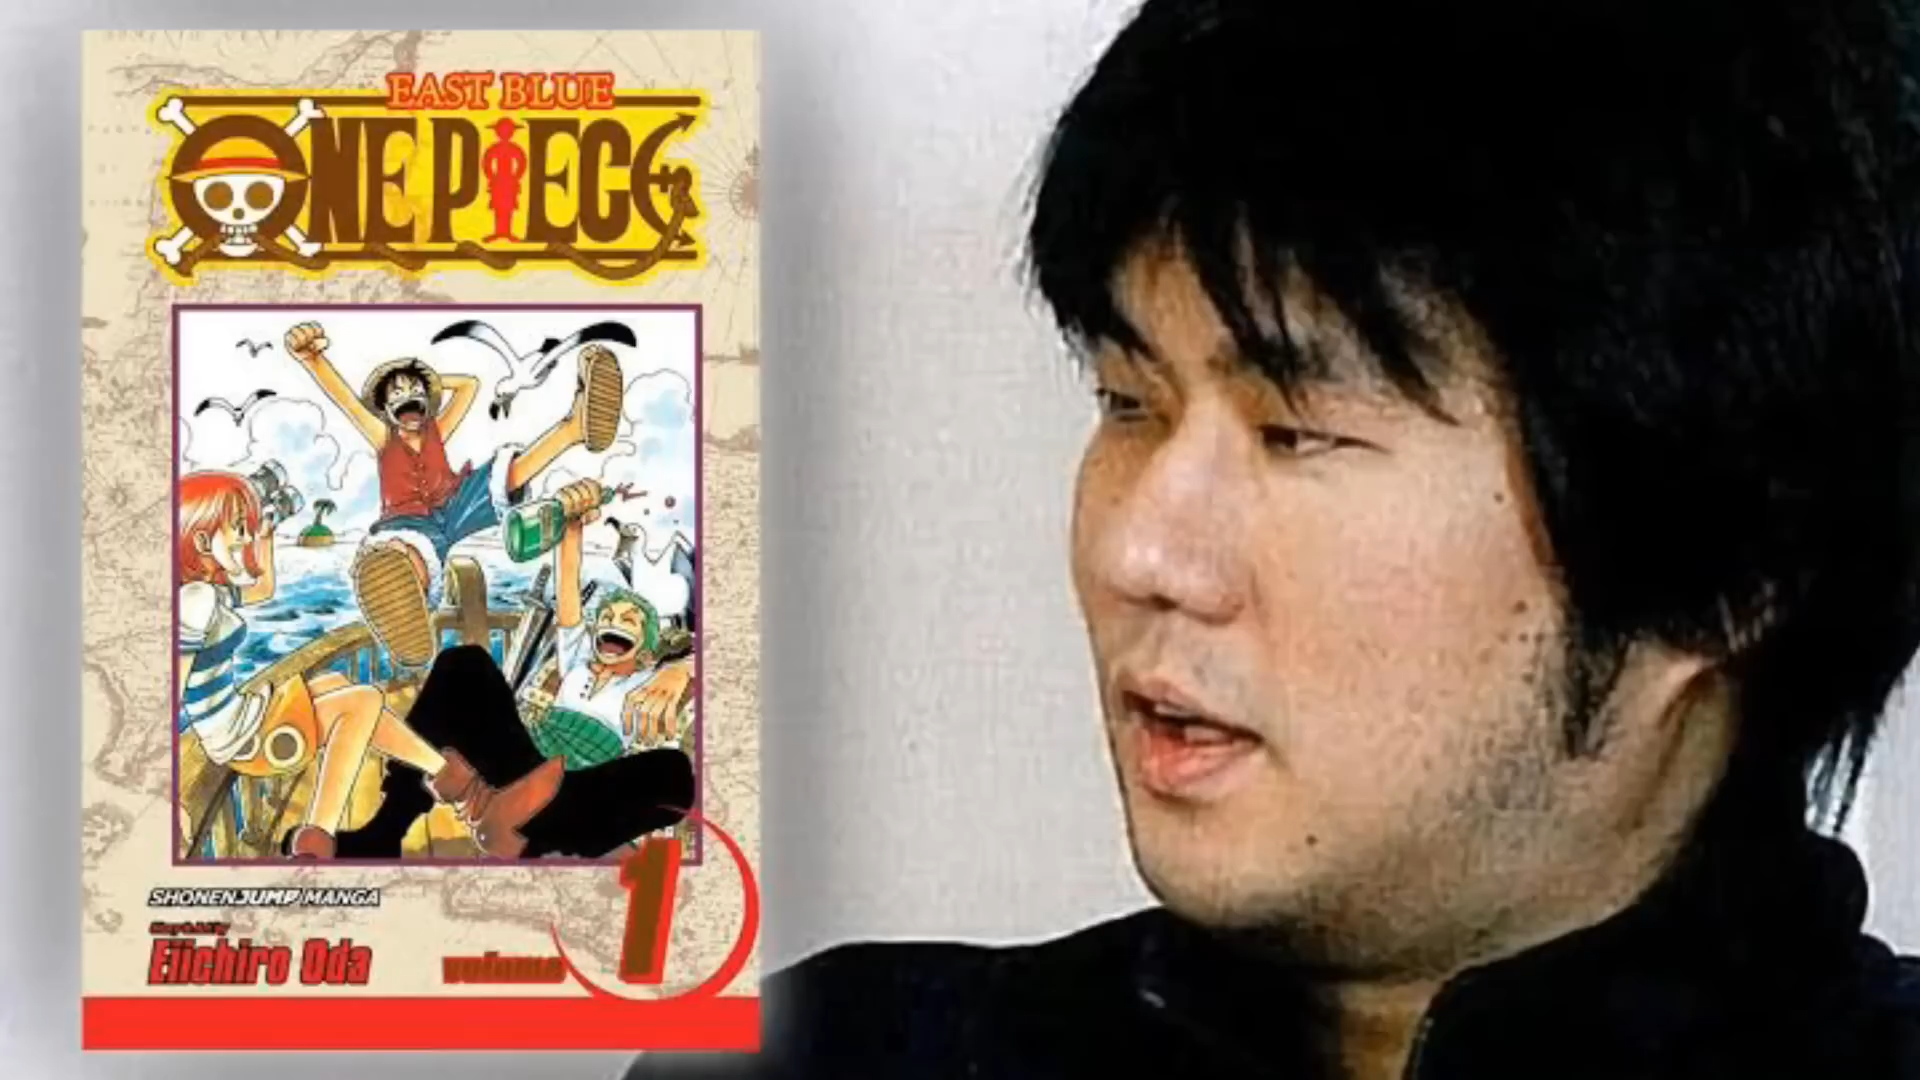 EAST BLUE
ONE PIECE
SHONEN JUMP MANGA
Eiichiro Oda
volume
1